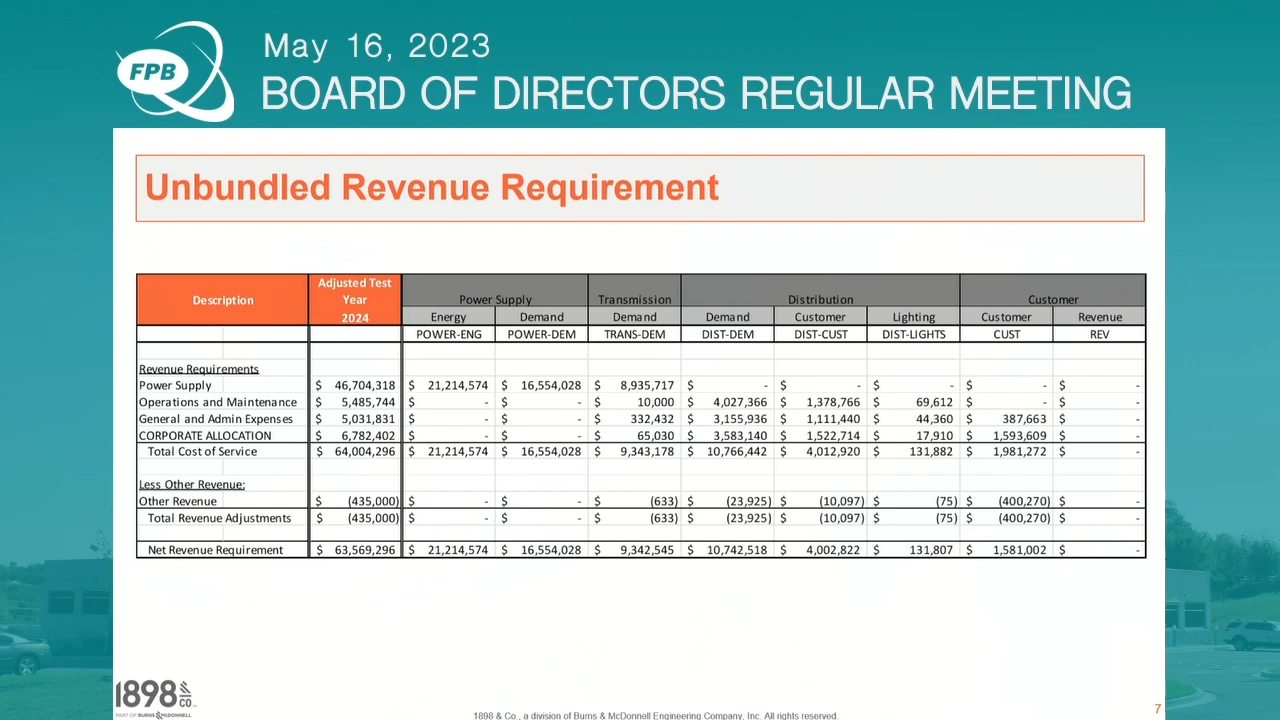 FPB
May 16, 2023
BOARD OF DIRECTORS REGULAR MEETING
Unbundled Revenue Requirement
Description Adjusted Test Year 2024 Power Supply Transmission Distribution Customer
Energy Demand Demand Demand Customer Lighting Customer Revenue
POWER-ENG POWER-DEM TRANS-DEM DIST-DEM DIST-CUST DIST-LIGHTS CUST REV
Revenue Requirements
Power Supply $ 46,704,318 $ 21,214,574 $ 16,554,028 $ 8,935,717 $ - $ - $ - $ - $ -
Operations and Maintenance $ 5,485,744 $ - $ - $ 10,000 $ 4,027,366 $ 1,378,766 $ 69,612 $ - $ -
General and Admin Expenses $ 5,031,831 $ - $ - $ 332,432 $ 3,155,936 $ 1,111,440 $ 44,360 $ 387,663 $ -
CORPORATE ALLOCATION $ 6,782,402 $ - $ - $ 65,030 $ 3,583,140 $ 1,522,714 $ 17,910 $ 1,593,609 $ -
Total Cost of Service $ 64,004,296 $ 21,214,574 $ 16,554,028 $ 9,343,178 $ 10,766,442 $ 4,012,920 $ 131,882 $ 1,981,272 $ -
Less Other Revenue:
Other Revenue $ (435,000) $ - $ - $ (633) $ (23,925) $ (10,097) $ (75) $ (400,270) $ -
Total Revenue Adjustments $ (435,000) $ - $ - $ (633) $ (23,925) $ (10,097) $ (75) $ (400,270) $ -
Net Revenue Requirement $ 63,569,296 $ 21,214,574 $ 16,554,028 $ 9,342,545 $ 10,742,518 $ 4,002,822 $ 131,807 $ 1,581,002 $ -
1898 & CO
PART OF BURNS & MCDONNELL
1898 & Co., a division of Burns & McDonnell Engineering Company, Inc. All rights reserved.
7